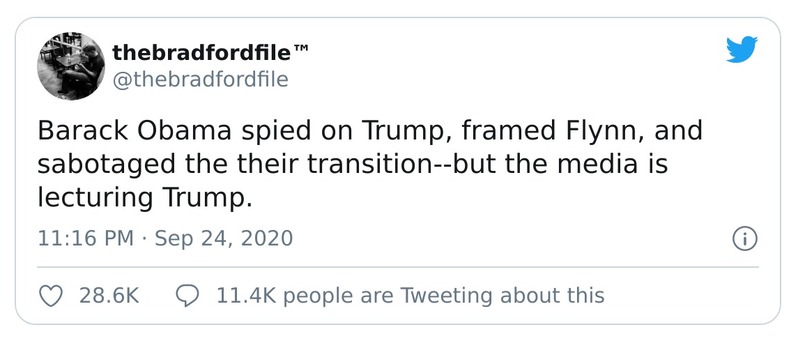 thebradfordfile™
@thebradfordfile
Barack Obama spied on Trump, framed Flynn, and
sabotaged the their transition--but the media is
lecturing Trump.
11:16 PM · Sep 24, 2020
28.6K 11.4K people are Tweeting about this